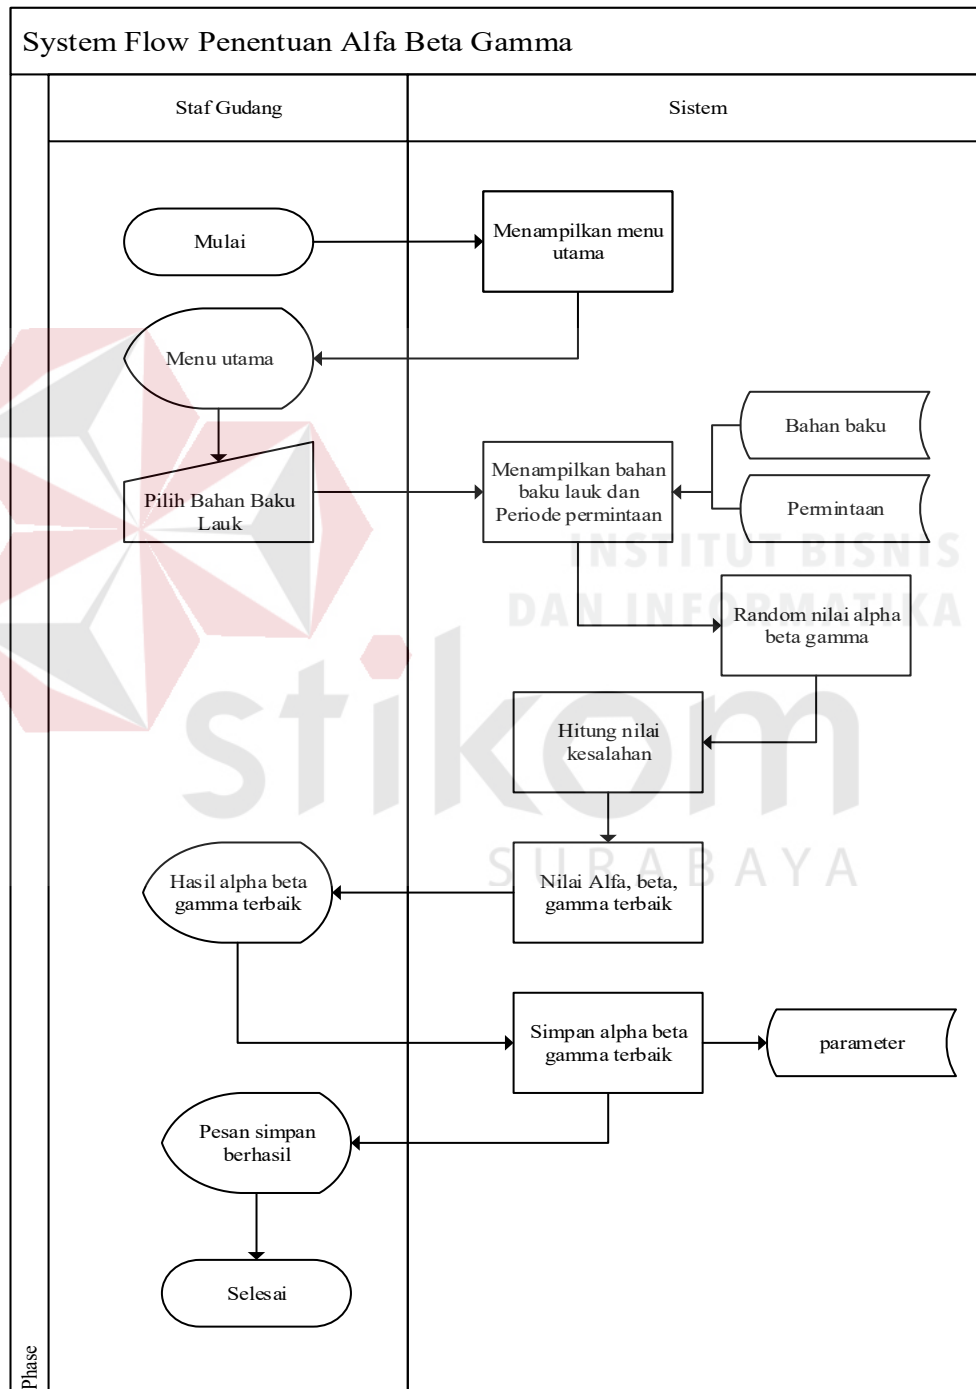 System Flow Penentuan Alfa Beta Gamma
Staf Gudang
Sistem
Mulai
Menampilkan menu
utama
Menu utama
Bahan baku
Pilih Bahan Baku
Lauk
Menampilkan bahan
baku lauk dan
Periode permintaan
Permintaan
INSTITUT BISNIS
DAN INFORMATIKA
Random nilai alpha
beta gamma
stikom
SURABAYA
Hitung nilai
kesalahan
Hasil alpha beta
gamma terbaik
Nilai Alfa, beta,
gamma terbaik
Simpan alpha beta
gamma terbaik
parameter
Pesan simpan
berhasil
Selesai
Phase